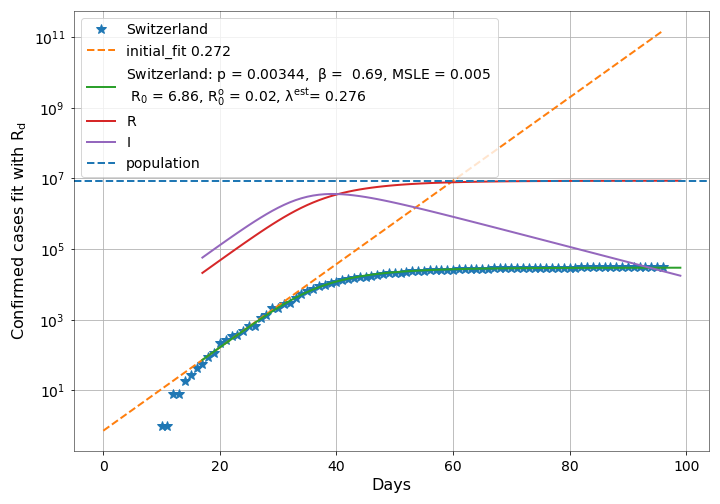 Switzerland
initial_fit 0.272
Switzerland: p = 0.00344, β = 0.69, MSLE = 0.005
R₀ = 6.86, R₀ᵒ = 0.02, λᵉˢᵗ= 0.276
R
I
population
Confirmed cases fit with R_d
10¹¹
10⁹
10⁷
10⁵
10³
10¹
0 20 40 60 80 100
Days